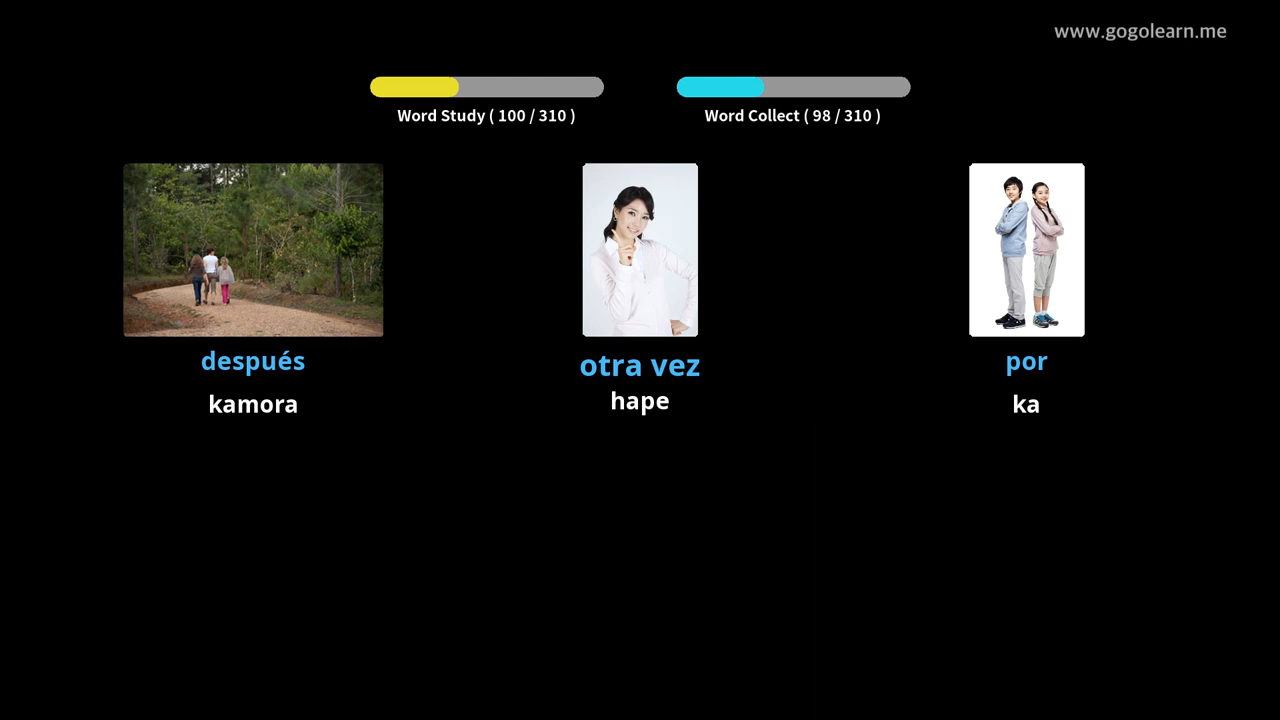 www.gogolearn.me
Word Study ( 100 / 310 )
Word Collect ( 98 / 310 )
después
kamora
otra vez
hape
por
ka